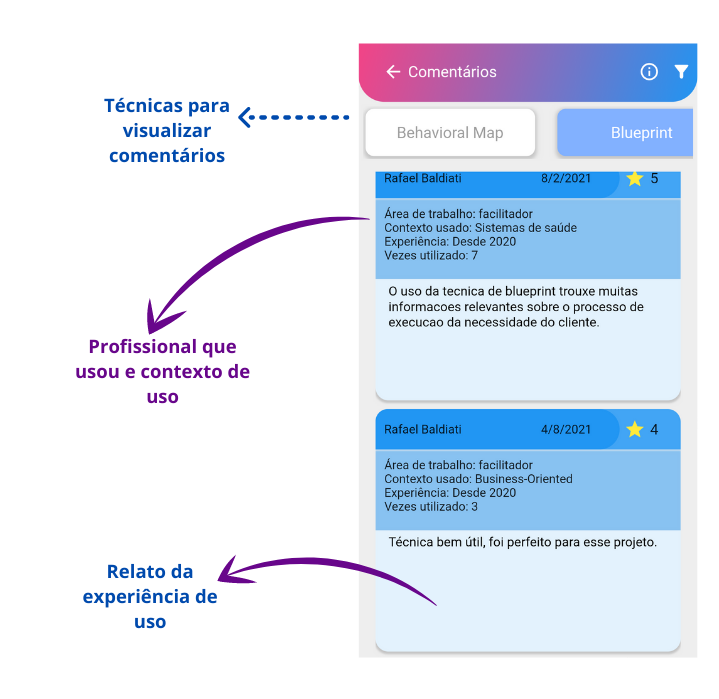 Comentários
Técnicas para
visualizar
comentários
Behavioral Map
Blueprint
Rafael Baldiati 8/2/2021 5
Área de trabalho: facilitador
Contexto usado: Sistemas de saúde
Experiência: Desde 2020
Vezes utilizado: 7
O uso da tecnica de blueprint trouxe muitas
informacoes relevantes sobre o processo de
execucao da necessidade do cliente.
Profissional que
usou e contexto de
uso
Rafael Baldiati 4/8/2021 4
Área de trabalho: facilitador
Contexto usado: Business-Oriented
Experiência: Desde 2020
Vezes utilizado: 3
Técnica bem útil, foi perfeito para esse projeto.
Relato da
experiência de
uso